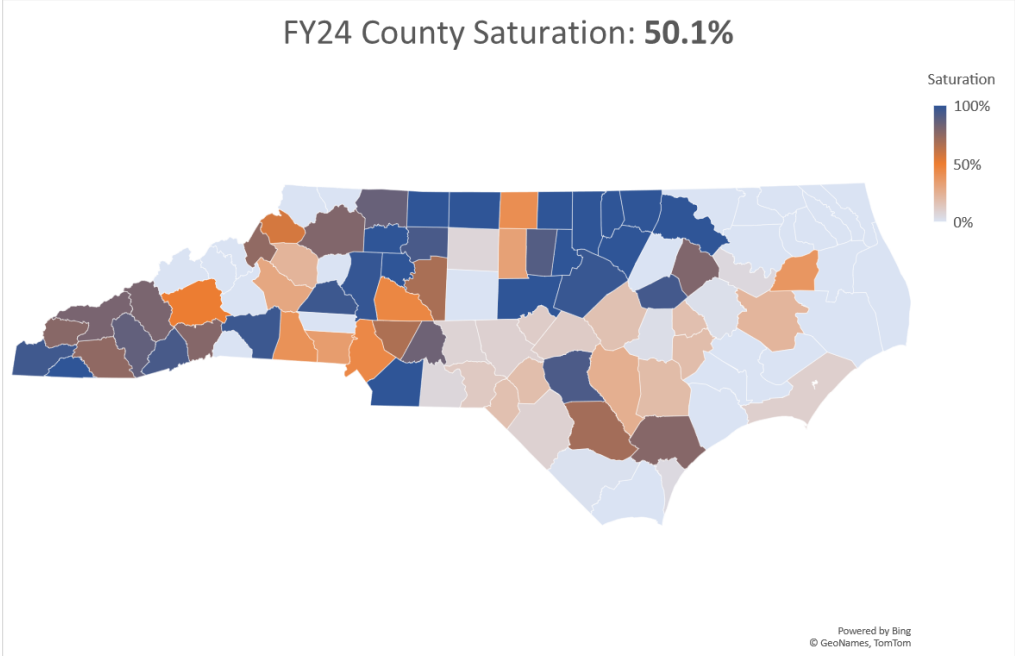 FY24 County Saturation: 50.1%
Saturation
100%
50%
0%
Powered by Bing
© GeoNames, TomTom